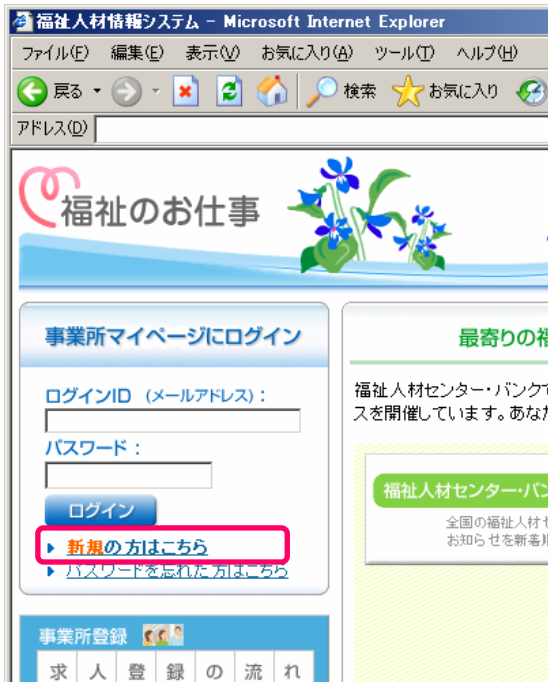 福祉人材情報システム - Microsoft Internet Explorer
ファイル(F) 編集(E) 表示(V) お気に入り(A) ツール(T) ヘルプ(H)
戻る 検索 お気に入り
アドレス(D)
福祉のお仕事
事業所マイページにログイン
ログインID (メールアドレス):
パスワード:
ログイン
新規の方はこちら
パスワードを忘れた方はこちら
事業所登録
求人登録の流れ
最寄りの福
福祉人材センター・バンクで
スを開催しています。あなた
福祉人材センター・バン
全国の福祉人材セ
お知らせを新着順